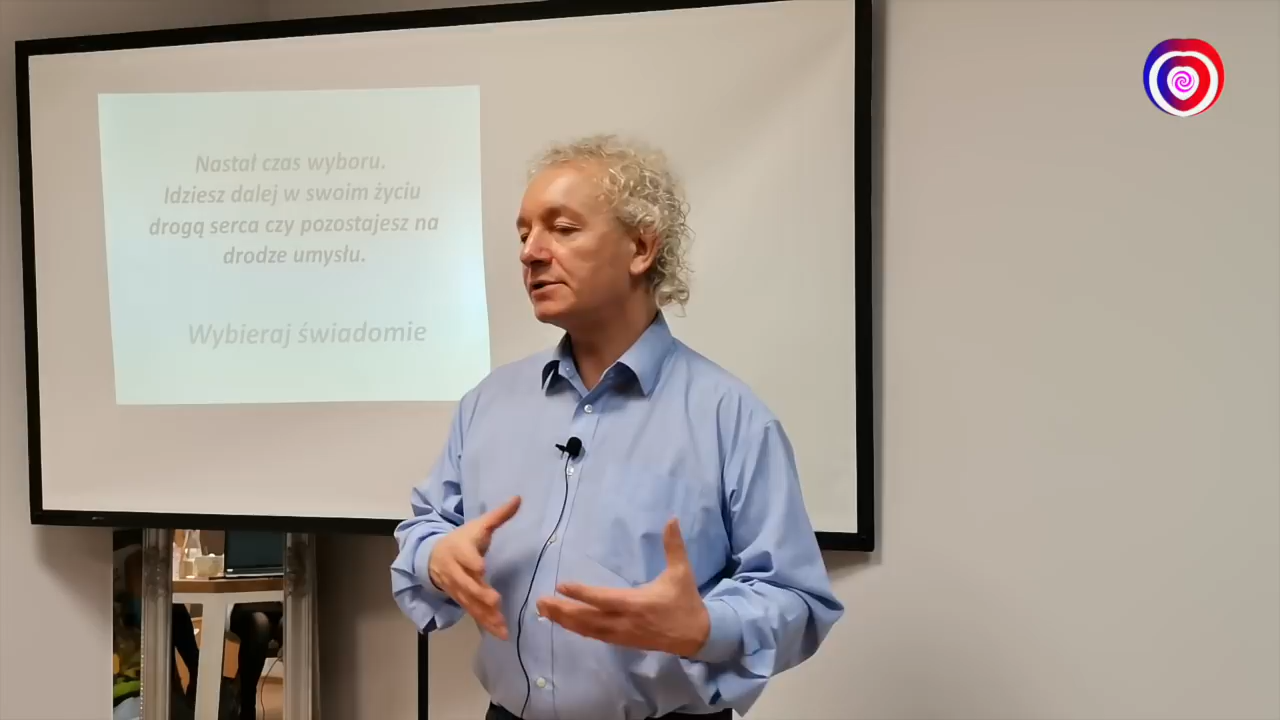 Nastał czas wyboru.
Idziesz dalej w swoim życiu
drogą serca czy pozostajesz na
drodze umysłu.
Wybieraj świadomie